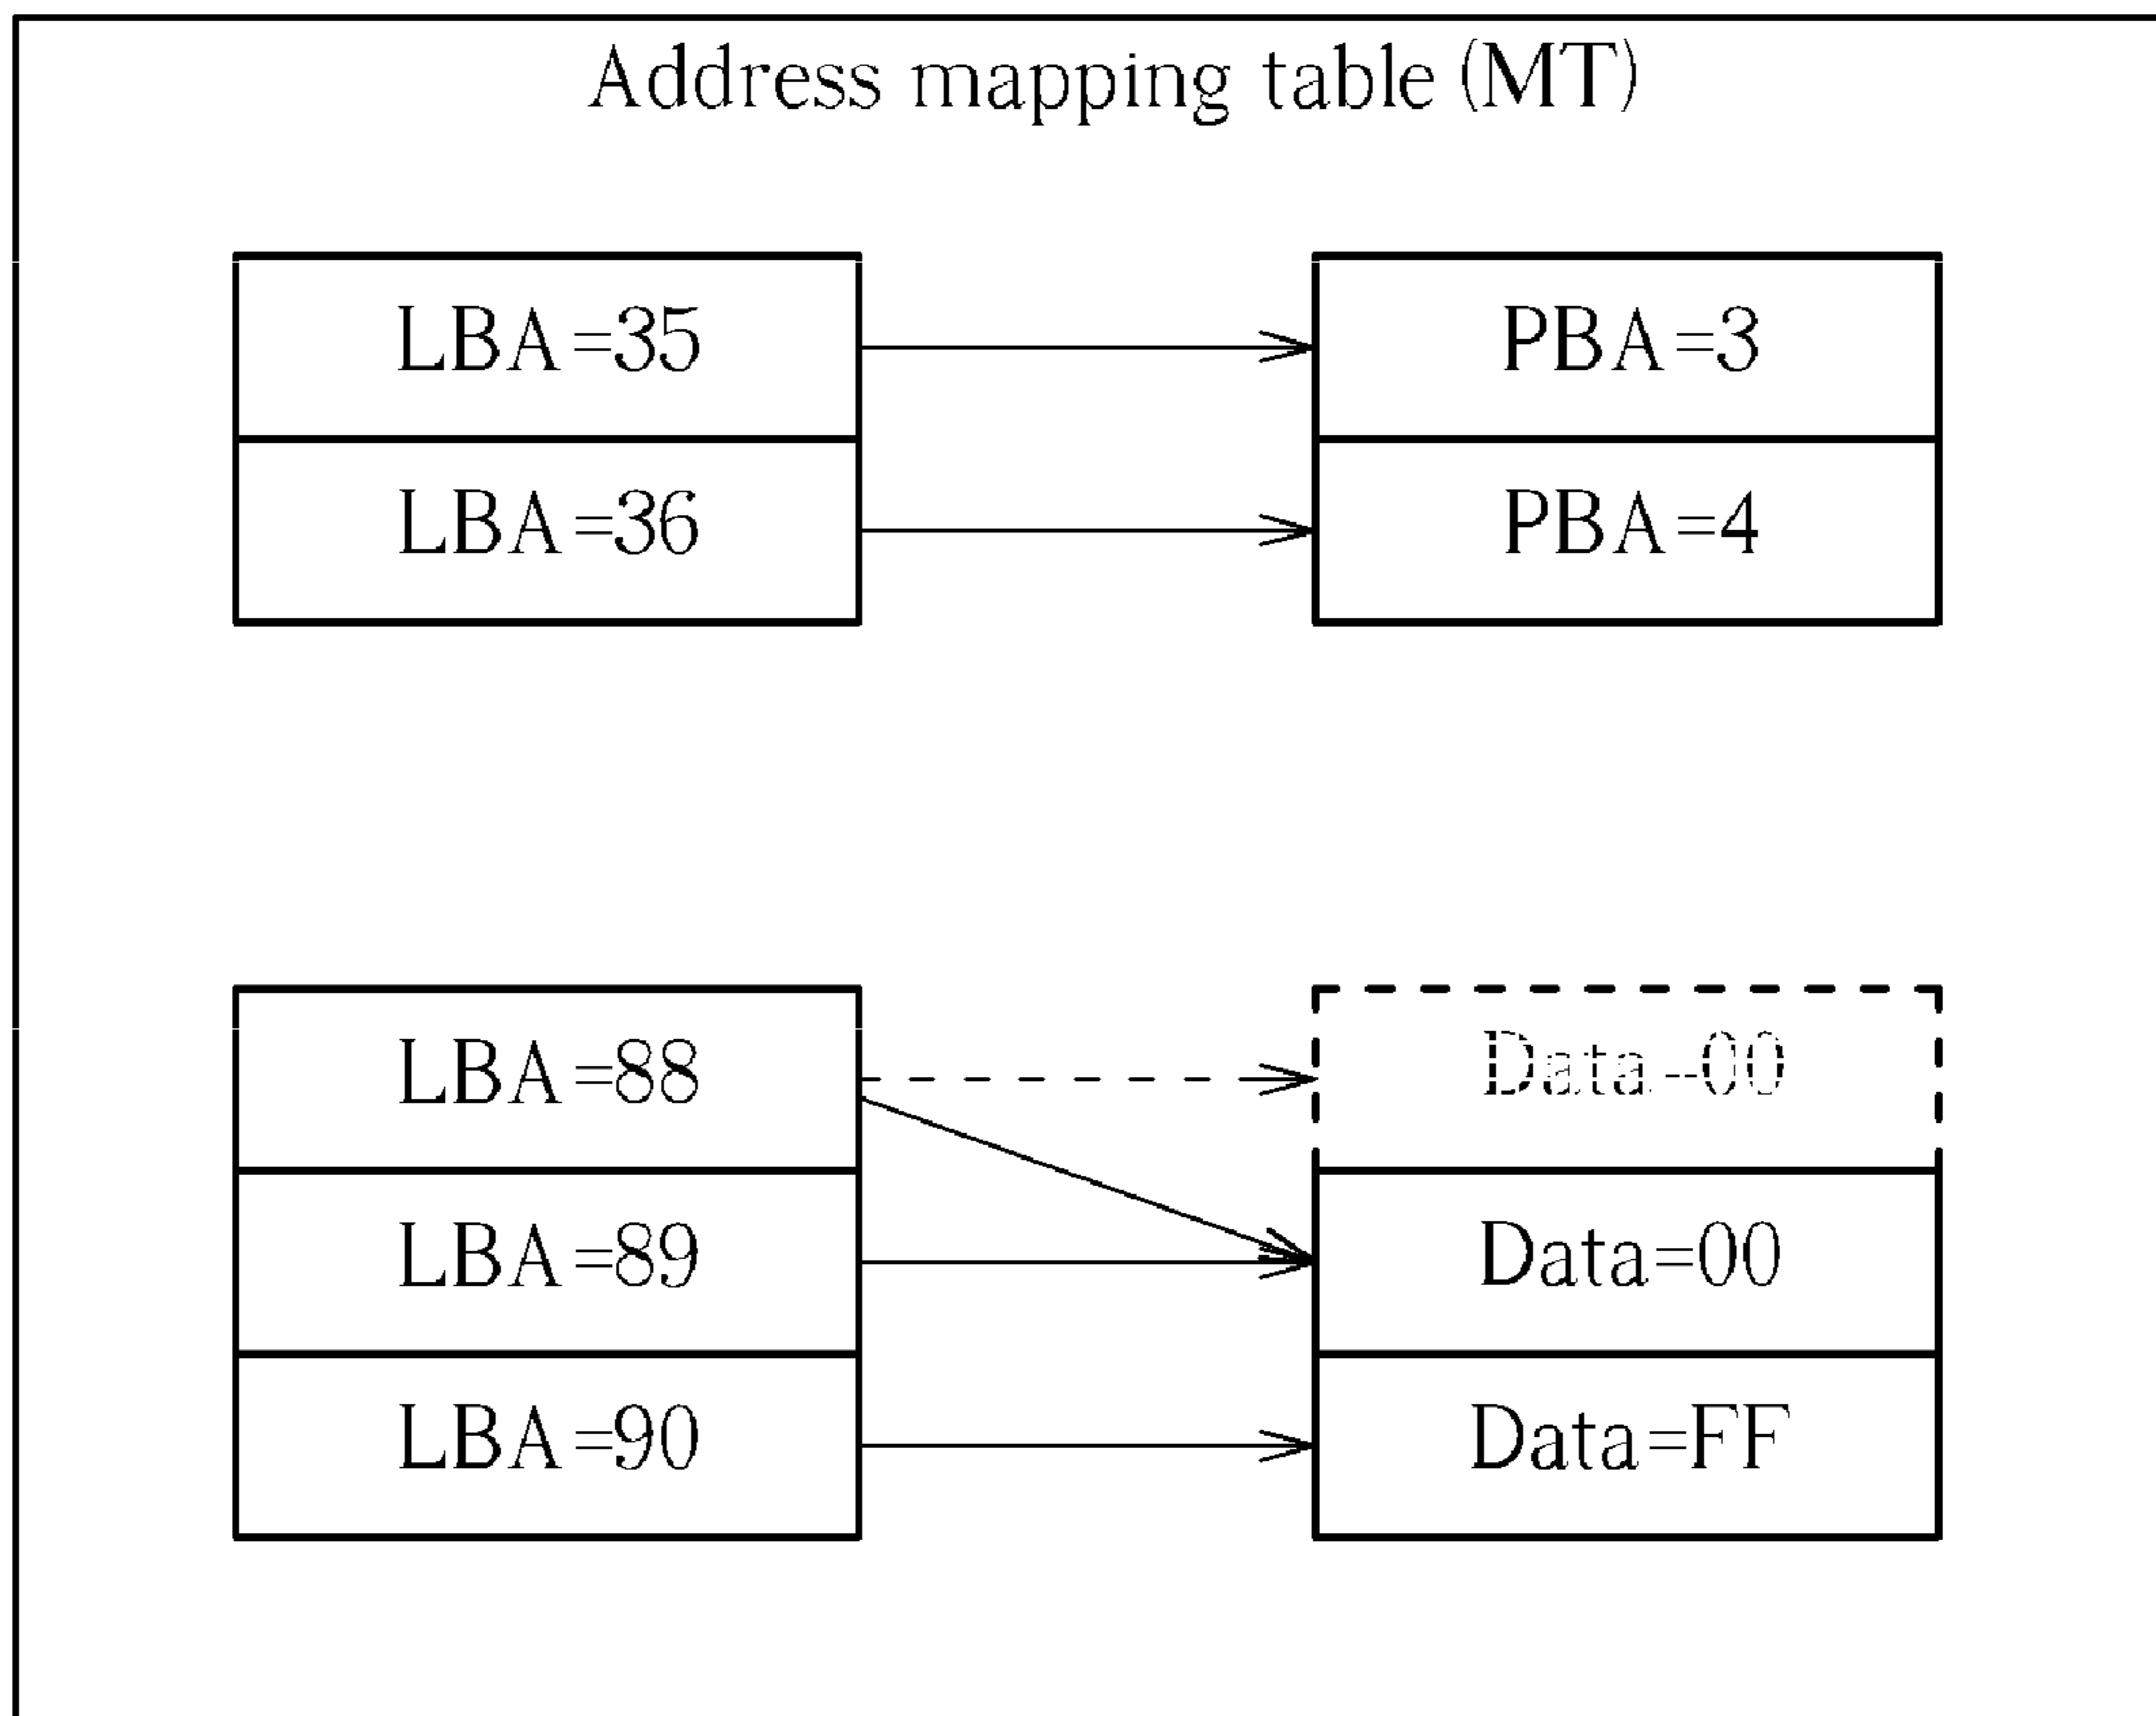 Address mapping table (MT)
LBA=35
PBA=3
LBA=36
PBA=4
LBA=88
Data=00
LBA=89
Data=00
LBA=90
Data=FF